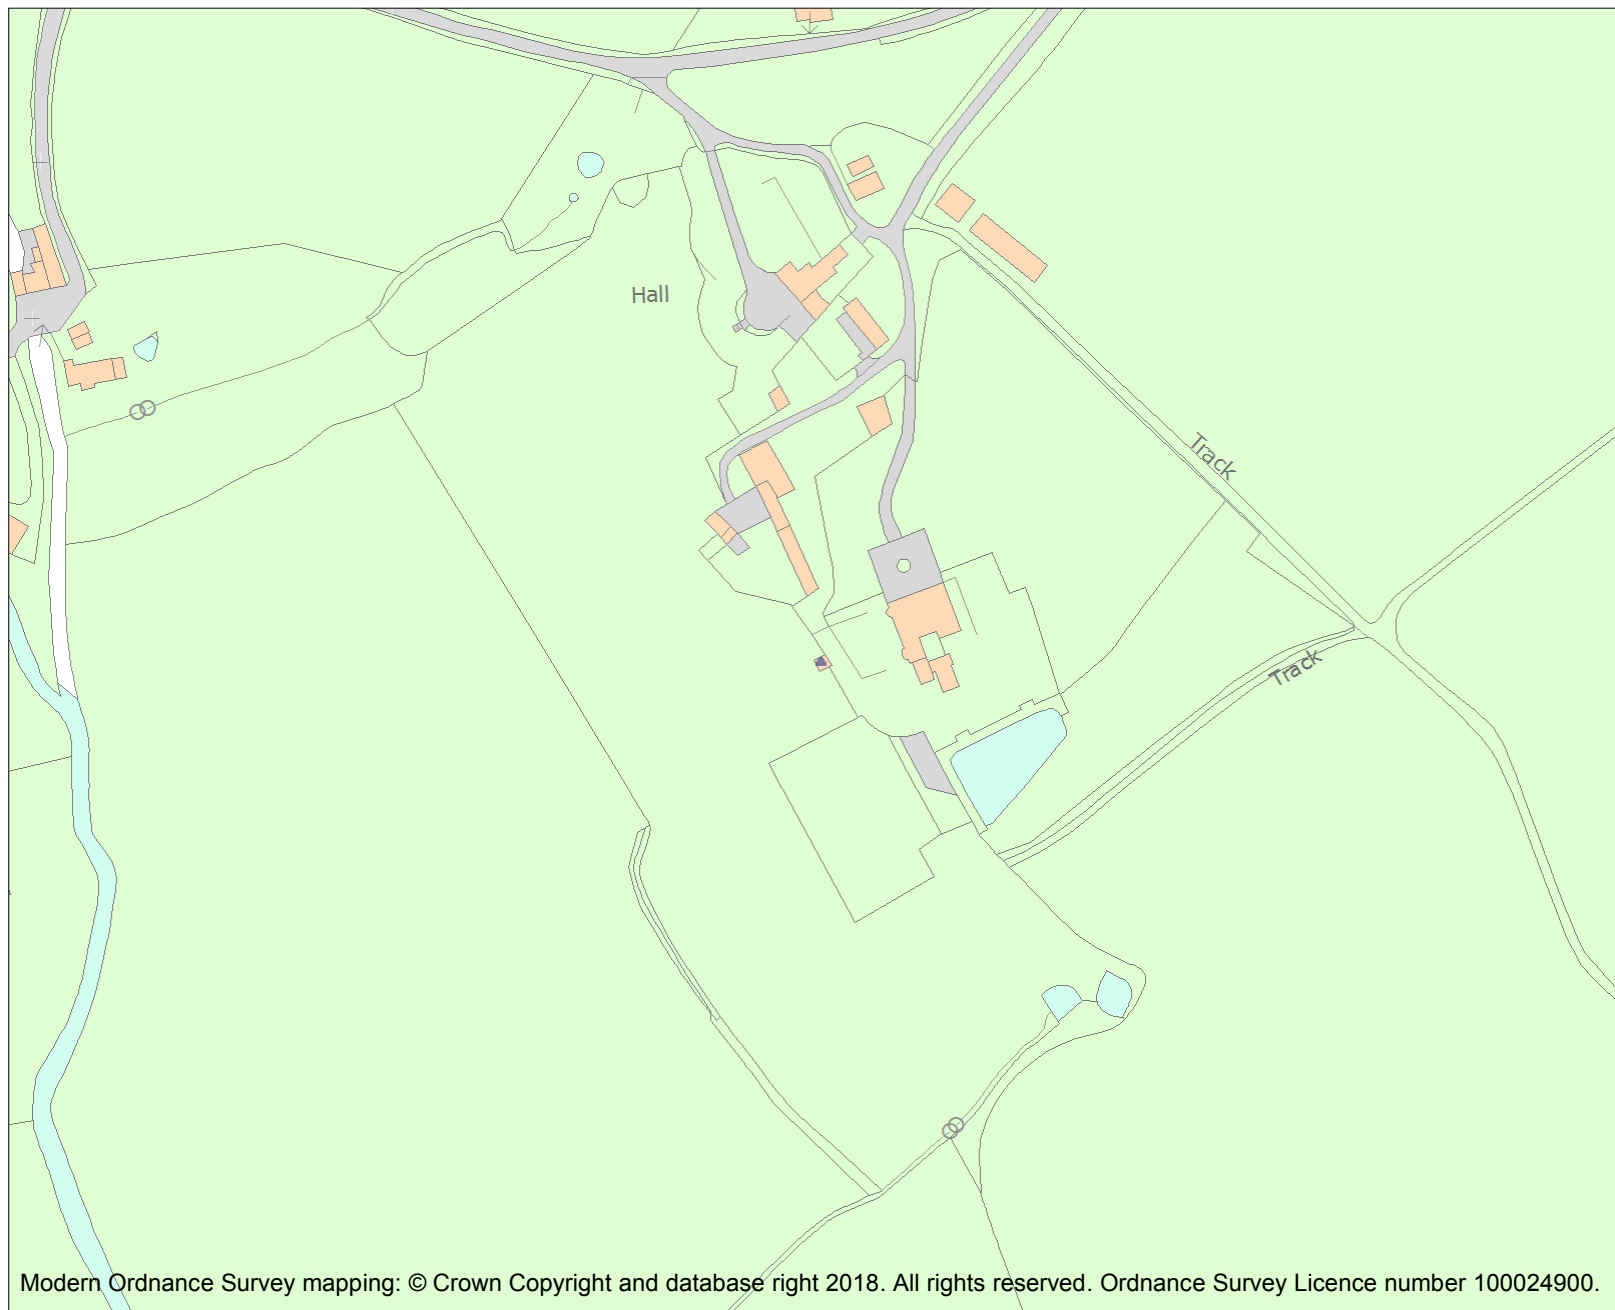 Hall
Track
Track
Modern Ordnance Survey mapping: © Crown Copyright and database right 2018. All rights reserved. Ordnance Survey Licence number 100024900.